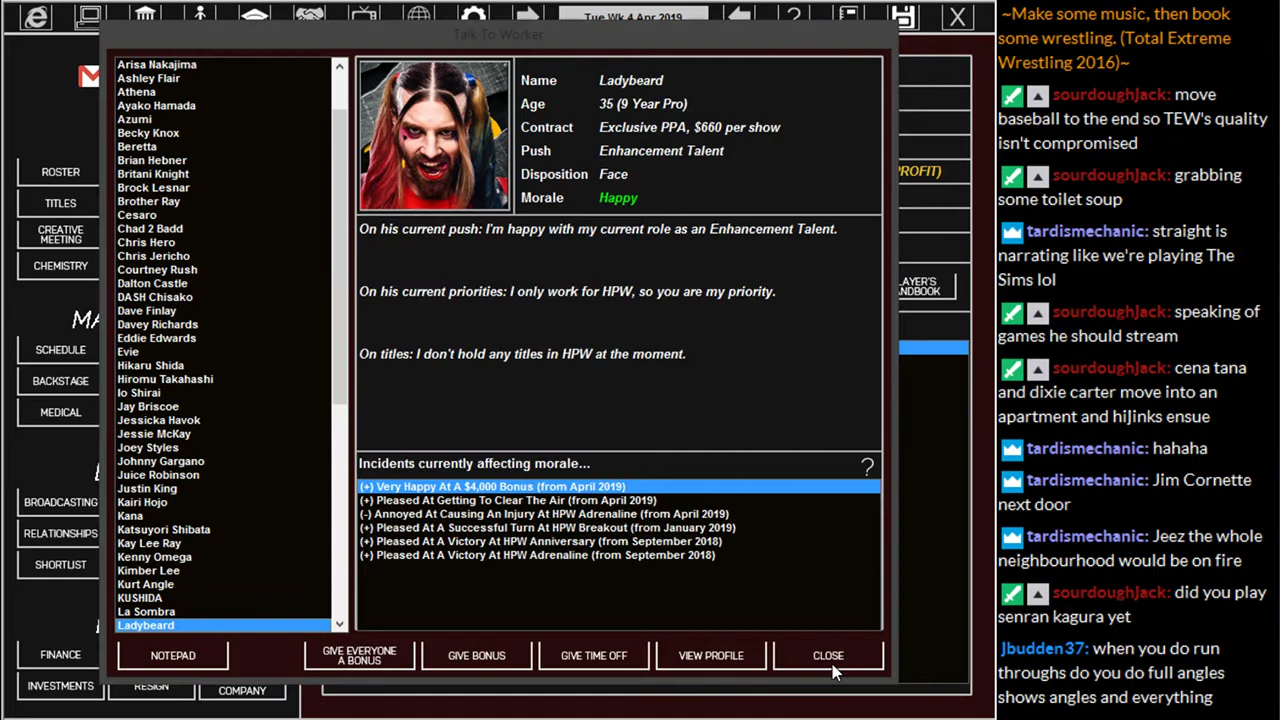 Tue Wk 4 Apr 2019
Talk To Worker
ROSTER
TITLES
CREATIVE
MEETING
CHEMISTRY
SCHEDULE
BACKSTAGE
MEDICAL
BROADCASTING
RELATIONSHIPS
SHORTLIST
FINANCE
INVESTMENTS
RESIGN
COMPANY
Arisa Nakajima
Ashley Flair
Athena
Ayako Hamada
Azumi
Becky Knox
Beretta
Brian Hebner
Britani Knight
Brock Lesnar
Brother Ray
Cesaro
Chad 2 Badd
Chris Hero
Chris Jericho
Courtney Rush
Dalton Castle
DASH Chisako
Dave Finlay
Davey Richards
Eddie Edwards
Evie
Hikaru Shida
Hiromu Takahashi
Io Shirai
Jay Briscoe
Jessicka Havok
Jessie McKay
Joey Styles
Johnny Gargano
Juice Robinson
Justin King
Kairi Hojo
Kana
Katsuyori Shibata
Kay Lee Ray
Kenny Omega
Kimber Lee
Kurt Angle
KUSHIDA
La Sombra
Ladybeard
Name Ladybeard
Age 35 (9 Year Pro)
Contract Exclusive PPA, $660 per show
Push Enhancement Talent
Disposition Face
Morale Happy
On his current push: I'm happy with my current role as an Enhancement Talent.
On his current priorities: I only work for HPW, so you are my priority.
On titles: I don't hold any titles in HPW at the moment.
Incidents currently affecting morale...
?
(+) Very Happy At A $4,000 Bonus (from April 2019)
(+) Pleased At Getting To Clear The Air (from April 2019)
(-) Annoyed At Causing An Injury At HPW Adrenaline (from April 2019)
(+) Pleased At A Successful Turn At HPW Breakout (from January 2019)
(+) Pleased At A Victory At HPW Anniversary (from September 2018)
(+) Pleased At A Victory At HPW Adrenaline (from September 2018)
NOTEPAD
GIVE EVERYONE
A BONUS
GIVE BONUS
GIVE TIME OFF
VIEW PROFILE
CLOSE
PROFIT)
LAYER'S
NDBOOK
~Make some music, then book
some wrestling. (Total Extreme
Wrestling 2016)~
sourdoughJack: move
baseball to the end so TEW's quality
isn't compromised
sourdoughJack: grabbing
some toilet soup
tardismechanic: straight is
narrating like we're playing The
Sims lol
sourdoughJack: speaking of
games he should stream
sourdoughJack: cena tana
and dixie carter move into an
apartment and hijinks ensue
tardismechanic: hahaha
tardismechanic: Jim Cornette
next door
tardismechanic: Jeez the whole
neighbourhood would be on fire
sourdoughJack: did you play
senran kagura yet
Jbudden37: when you do run
throughs do you do full angles
shows angles and everything